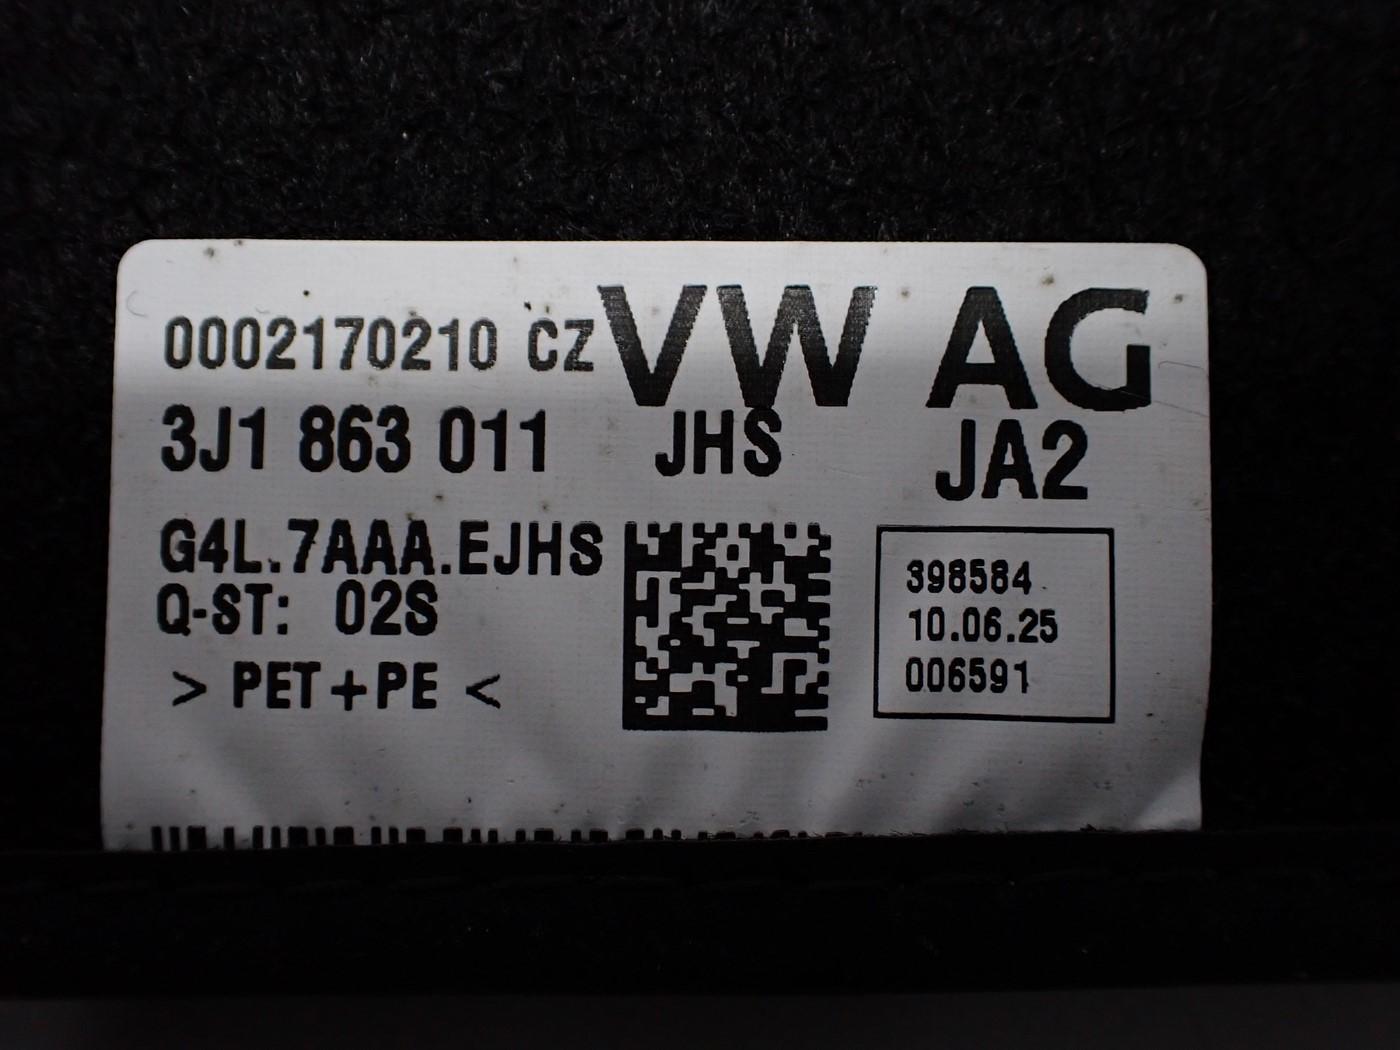 0002170210 CZ VW AG
3J1 863 011 JHS JA2
G4L.7AAA.EJHS
Q-ST: 02S
> PET+PE <
398584
10.06.25
006591